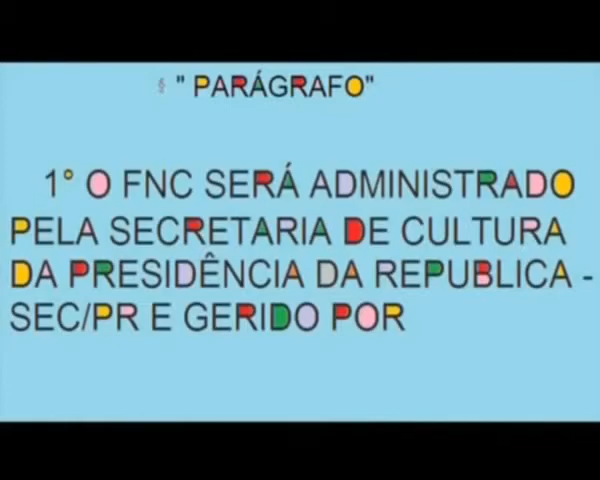 " PARÁGRAFO"
1° O FNC SERÁ ADMINISTRADO
PELA SECRETARIA DE CULTURA
DA PRESIDÊNCIA DA REPUBLICA -
SEC/PR E GERIDO POR